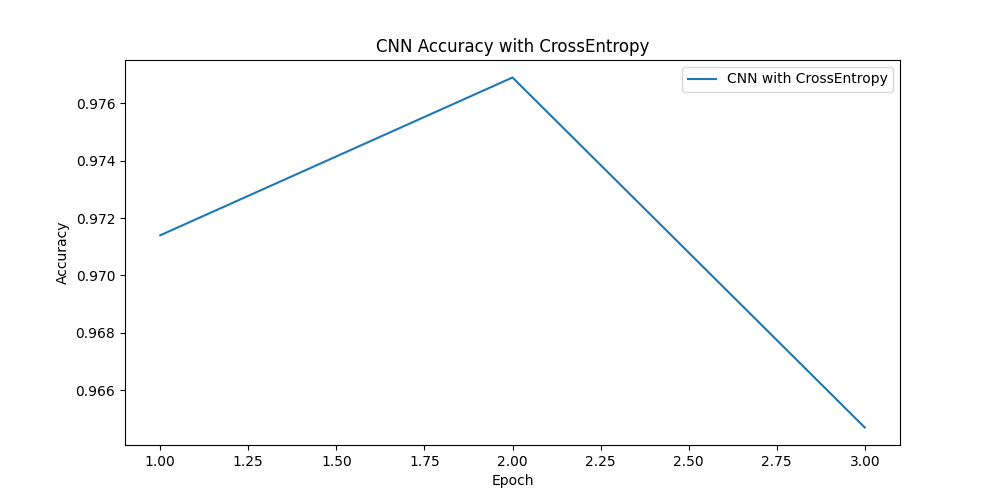 CNN Accuracy with CrossEntropy
CNN with CrossEntropy
Accuracy
0.976
0.974
0.972
0.970
0.968
0.966
1.00 1.25 1.50 1.75 2.00 2.25 2.50 2.75 3.00
Epoch